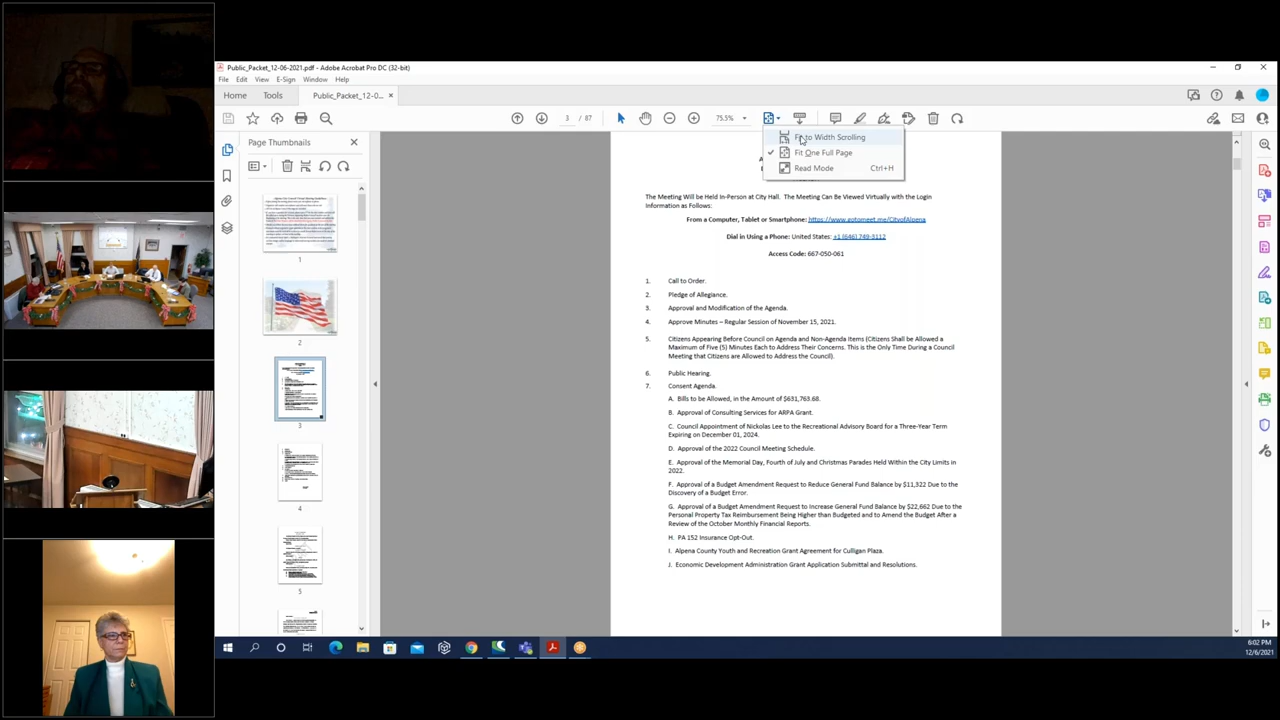 Public_Packet_12-06-2021.pdf - Adobe Acrobat Pro DC (32-bit)
File Edit View E-Sign Window Help
Home Tools Public_Packet_12-0... ×
3 / 87 75.5%
Page Thumbnails
Fit to Width Scrolling
Fit One Full Page
Read Mode Ctrl+H
1
2
3
4
5
The Meeting Will be Held In-Person at City Hall. The Meeting Can be Viewed Virtually with the Login
Information as Follows:
From a Computer, Tablet or Smartphone: https://www.gotomeet.me/CityofAlpena
Dial in Using a Phone: United States: +1 (646) 749-3112
Access Code: 667-050-061
1. Call to Order.
2. Pledge of Allegiance.
3. Approval and Modification of the Agenda.
4. Approve Minutes – Regular Session of November 15, 2021.
5. Citizens Appearing Before Council on Agenda and Non-Agenda Items (Citizens Shall be Allowed a
Maximum of Five (5) Minutes Each to Address Their Concerns. This is the Only Time During a Council
Meeting that Citizens are Allowed to Address the Council).
6. Public Hearing.
7. Consent Agenda.
A. Bills to be Allowed, in the Amount of $631,763.68.
B. Approval of Consulting Services for ARPA Grant.
C. Council Appointment of Nickolas Lee to the Recreational Advisory Board for a Three-Year Term
Expiring on December 01, 2024.
D. Approval of the 2022 Council Meeting Schedule.
E. Approval of the Memorial Day, Fourth of July and Christmas Parades Held Within the City Limits in
2022.
F. Approval of a Budget Amendment Request to Reduce General Fund Balance by $11,322 Due to the
Discovery of a Budget Error.
G. Approval of a Budget Amendment Request to Increase General Fund Balance by $22,662 Due to the
Personal Property Tax Reimbursement Being Higher than Budgeted and to Amend the Budget After a
Review of the October Monthly Financial Reports.
H. PA 152 Insurance Opt-Out.
I. Alpena County Youth and Recreation Grant Agreement for Culligan Plaza.
J. Economic Development Administration Grant Application Submittal and Resolutions.
6:02 PM
12/6/2021